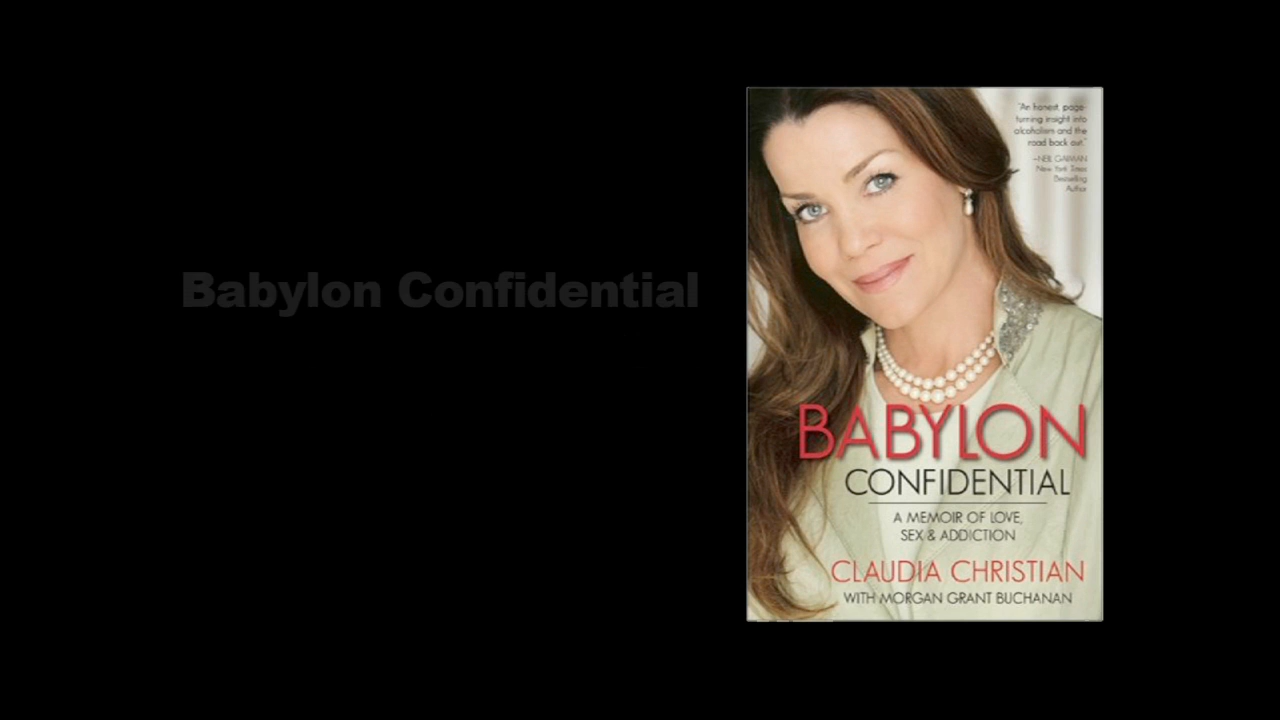 Babylon Confidential
"An honest, page-
turning insight into
alcoholism and the
road back out."
—NEIL GAIMAN
New York Times
Bestselling
Author
BABYLON
CONFIDENTIAL
A MEMOIR OF LOVE,
SEX & ADDICTION
CLAUDIA CHRISTIAN
WITH MORGAN GRANT BUCHANAN